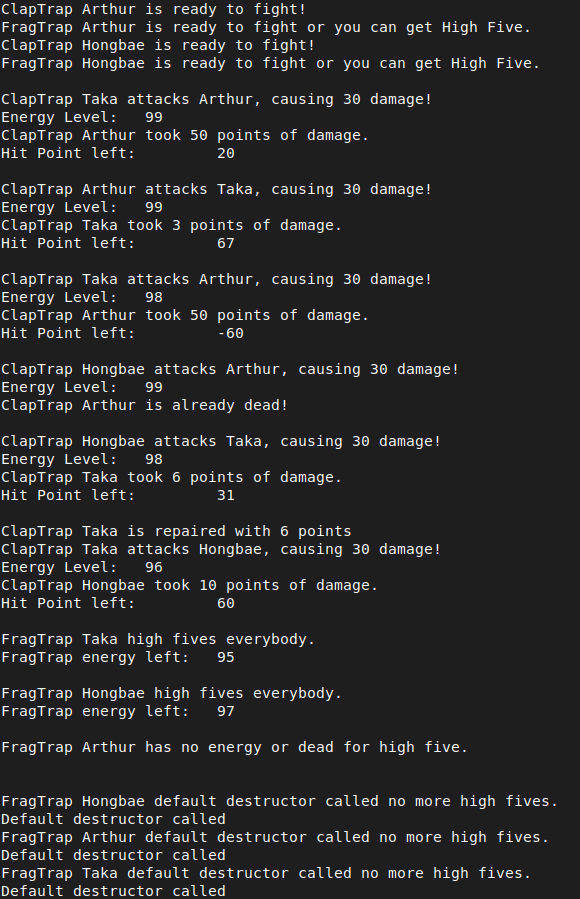 ClapTrap Arthur is ready to fight!
FragTrap Arthur is ready to fight or you can get High Five.
ClapTrap Hongbae is ready to fight!
FragTrap Hongbae is ready to fight or you can get High Five.
ClapTrap Taka attacks Arthur, causing 30 damage!
Energy Level:   99
ClapTrap Arthur took 50 points of damage.
Hit Point left:         20
ClapTrap Arthur attacks Taka, causing 30 damage!
Energy Level:   99
ClapTrap Taka took 3 points of damage.
Hit Point left:         67
ClapTrap Taka attacks Arthur, causing 30 damage!
Energy Level:   98
ClapTrap Arthur took 50 points of damage.
Hit Point left:         -60
ClapTrap Hongbae attacks Arthur, causing 30 damage!
Energy Level:   99
ClapTrap Arthur is already dead!
ClapTrap Hongbae attacks Taka, causing 30 damage!
Energy Level:   98
ClapTrap Taka took 6 points of damage.
Hit Point left:         31
ClapTrap Taka is repaired with 6 points
ClapTrap Taka attacks Hongbae, causing 30 damage!
Energy Level:   96
ClapTrap Hongbae took 10 points of damage.
Hit Point left:         60
FragTrap Taka high fives everybody.
FragTrap energy left:   95
FragTrap Hongbae high fives everybody.
FragTrap energy left:   97
FragTrap Arthur has no energy or dead for high five.
FragTrap Hongbae default destructor called no more high fives.
Default destructor called
FragTrap Arthur default destructor called no more high fives.
Default destructor called
FragTrap Taka default destructor called no more high fives.
Default destructor called